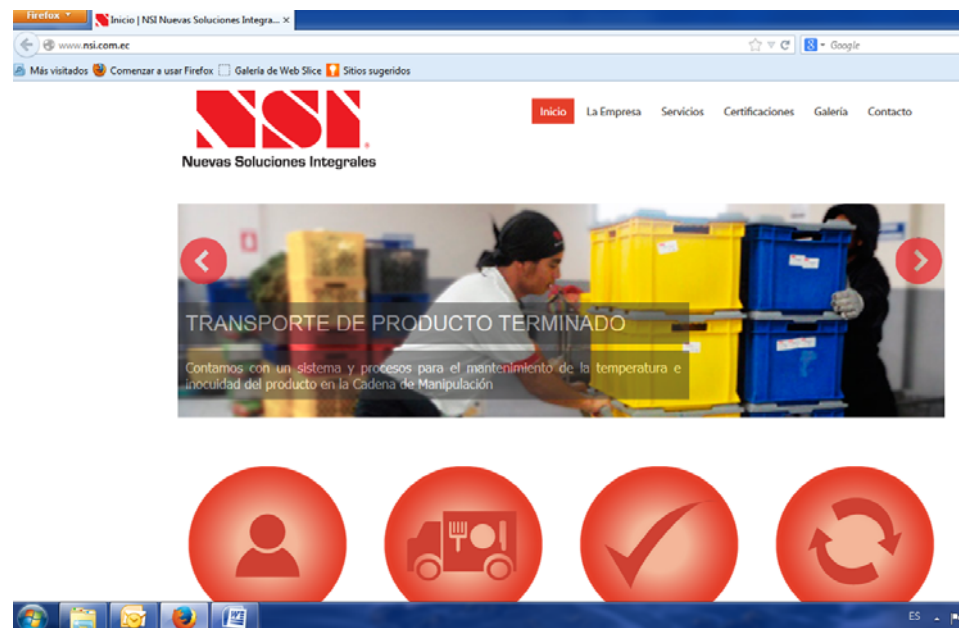 Firefox
Inicio | NSI Nuevas Soluciones Integra... ×
www.nsi.com.ec
Google
Más visitados Comenzar a usar Firefox Galería de Web Slice Sitios sugeridos
NSI
Nuevas Soluciones Integrales
Inicio La Empresa Servicios Certificaciones Galería Contacto
TRANSPORTE DE PRODUCTO TERMINADO
Contamos con un sistema y procesos para el mantenimiento de la temperatura e
inocuidad del producto en la Cadena de Manipulación
ES